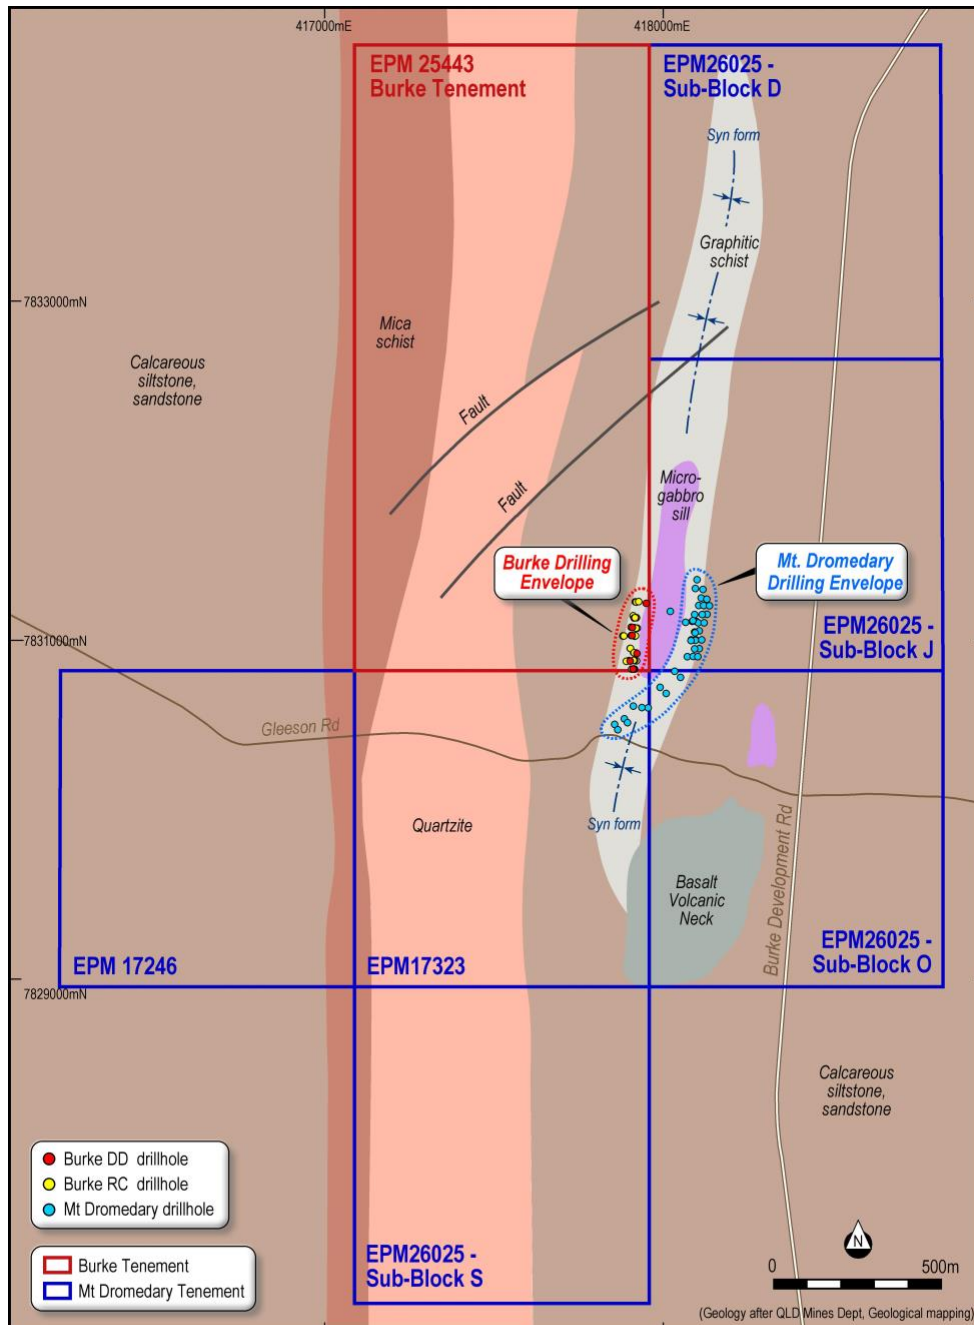 417000mE
418000mE
EPM 25443
Burke Tenement
EPM26025 -
Sub-Block D
Syn form
Graphitic
schist
7833000mN
Mica
schist
Calcareous
siltstone,
sandstone
Fault
Fault
Micro-
gabbro
sill
Burke Drilling
Envelope
Mt. Dromedary
Drilling Envelope
7831000mN
EPM26025 -
Sub-Block J
Gleeson Rd
Quartzite
Syn form
Basalt
Volcanic
Neck
Burke Development Rd
EPM 17246
EPM17323
EPM26025 -
Sub-Block O
7829000mN
Calcareous
siltstone,
sandstone
Burke DD drillhole
Burke RC drillhole
Mt Dromedary drillhole
Burke Tenement
Mt Dromedary Tenement
EPM26025 -
Sub-Block S
N
0
500m
(Geology after QLD Mines Dept, Geological mapping)